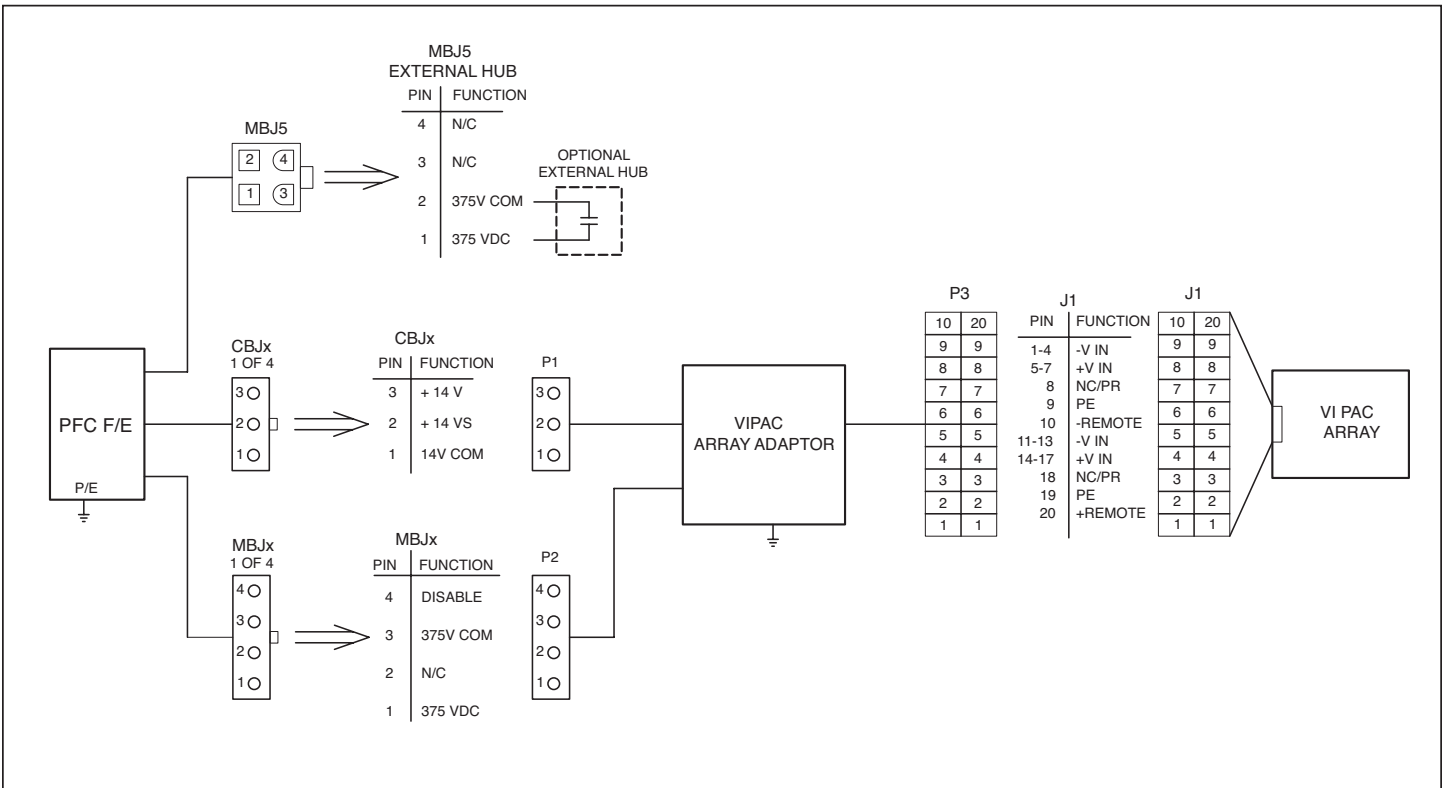 MBJ5
EXTERNAL HUB
PIN FUNCTION
4 N/C
3 N/C
2 375V COM
1 375 VDC
MBJ5
2 4
1 3
OPTIONAL
EXTERNAL HUB
PFC F/E
P/E
CBJx
1 OF 4
3
2
1
CBJx
PIN FUNCTION
3 + 14 V
2 + 14 VS
1 14V COM
P1
3
2
1
MBJx
1 OF 4
4
3
2
1
MBJx
PIN FUNCTION
4 DISABLE
3 375V COM
2 N/C
1 375 VDC
P2
4
3
2
1
VIPAC
ARRAY ADAPTOR
P3
10 20
9 9
8 8
7 7
6 6
5 5
4 4
3 3
2 2
1 1
J1
PIN FUNCTION
1-4 -V IN
5-7 +V IN
8 NC/PR
9 PE
10 -REMOTE
11-13 -V IN
14-17 +V IN
18 NC/PR
19 PE
20 +REMOTE
J1
10 20
9 9
8 8
7 7
6 6
5 5
4 4
3 3
2 2
1 1
VI PAC
ARRAY